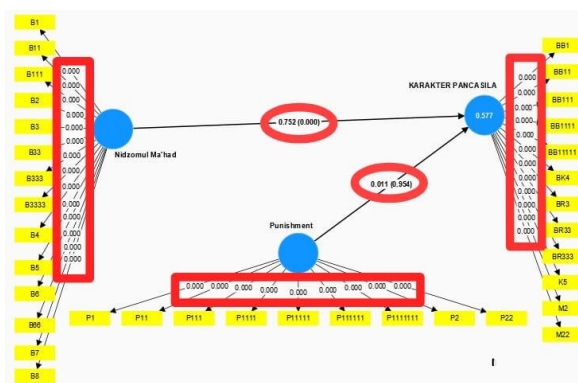 B1
B11
B111
B2
B3
B33
B333
B3333
B4
B5
B6
B66
B7
B8
0.000
0.000
0.000
0.000
0.000
0.000
0.000
0.000
0.000
0.000
0.000
0.000
0.000
0.000
Nidzomul Ma'had
0.752 (0.000)
KARAKTER PANCASILA
0.577
0.011 (0.954)
Punishment
0.000 0.000 0.000 0.000 0.000 0.000 0.000 0.000 0.000
P1 P11 P111 P1111 P11111 P111111 P1111111 P2 P22
0.000
0.000
0.000
0.000
0.000
0.000
0.000
0.000
0.000
0.000
0.000
0.000
BB1
BB11
BB111
BB1111
BB11111
BK4
BR3
BR33
BR333
K5
M2
M22
f